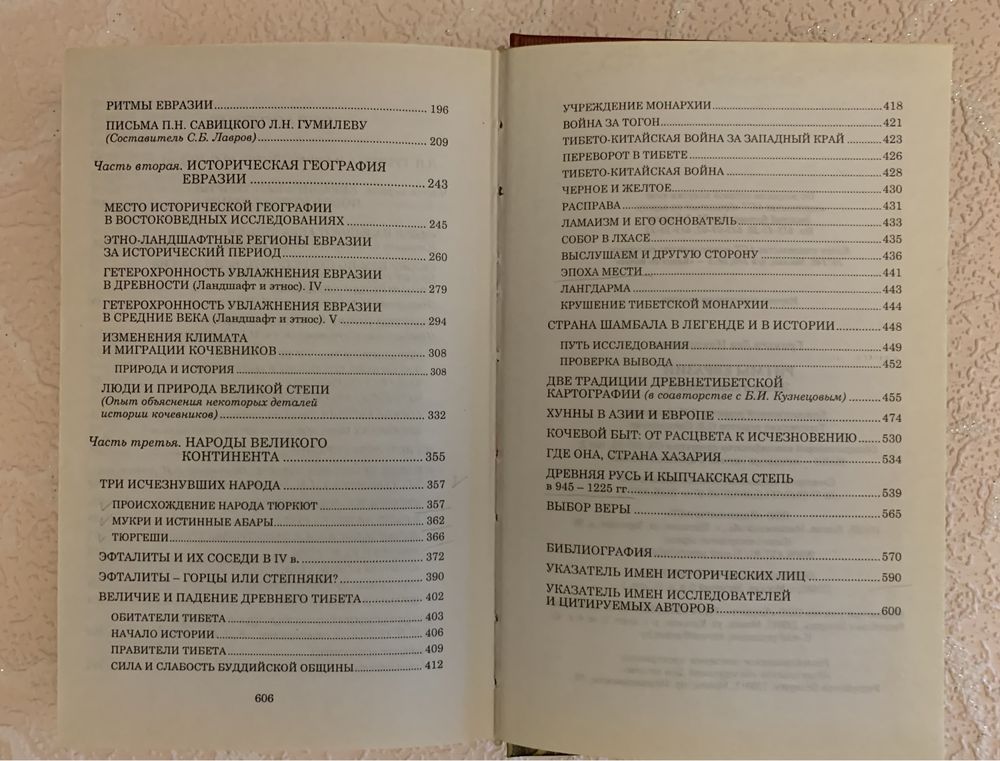 РИТМЫ ЕВРАЗИИ 196
ПИСЬМА П.Н. САВИЦКОГО Л.Н. ГУМИЛЕВУ
(Составитель С.Б. Лавров) 209
Часть вторая. ИСТОРИЧЕСКАЯ ГЕОГРАФИЯ
ЕВРАЗИИ 243
МЕСТО ИСТОРИЧЕСКОЙ ГЕОГРАФИИ
В ВОСТОКОВЕДНЫХ ИССЛЕДОВАНИЯХ 245
ЭТНО-ЛАНДШАФТНЫЕ РЕГИОНЫ ЕВРАЗИИ
ЗА ИСТОРИЧЕСКИЙ ПЕРИОД 260
ГЕТЕРОХРОННОСТЬ УВЛАЖНЕНИЯ ЕВРАЗИИ
В ДРЕВНОСТИ (Ландшафт и этнос). IV 279
ГЕТЕРОХРОННОСТЬ УВЛАЖНЕНИЯ ЕВРАЗИИ
В СРЕДНИЕ ВЕКА (Ландшафт и этнос). V 294
ИЗМЕНЕНИЯ КЛИМАТА
И МИГРАЦИИ КОЧЕВНИКОВ 308
ПРИРОДА И ИСТОРИЯ 308
ЛЮДИ И ПРИРОДА ВЕЛИКОЙ СТЕПИ
(Опыт объяснения некоторых деталей
истории кочевников) 332
Часть третья. НАРОДЫ ВЕЛИКОГО
КОНТИНЕНТА 355
ТРИ ИСЧЕЗНУВШИХ НАРОДА 357
ПРОИСХОЖДЕНИЕ НАРОДА ТЮРКЮТ 357
МУКРИ И ИСТИННЫЕ АБАРЫ 362
ТЮРГЕШИ 366
ЭФТАЛИТЫ И ИХ СОСЕДИ В IV в. 372
ЭФТАЛИТЫ – ГОРЦЫ ИЛИ СТЕПНЯКИ? 390
ВЕЛИЧИЕ И ПАДЕНИЕ ДРЕВНЕГО ТИБЕТА 402
ОБИТАТЕЛИ ТИБЕТА 403
НАЧАЛО ИСТОРИИ 406
ПРАВИТЕЛИ ТИБЕТА 409
СИЛА И СЛАБОСТЬ БУДДИЙСКОЙ ОБЩИНЫ 412
606
УЧРЕЖДЕНИЕ МОНАРХИИ 418
ВОЙНА ЗА ТОГОН 421
ТИБЕТО-КИТАЙСКАЯ ВОЙНА ЗА ЗАПАДНЫЙ КРАЙ 423
ПЕРЕВОРОТ В ТИБЕТЕ 426
ТИБЕТО-КИТАЙСКАЯ ВОЙНА 428
ЧЕРНОЕ И ЖЕЛТОЕ 430
РАСПРАВА 431
ЛАМАИЗМ И ЕГО ОСНОВАТЕЛЬ 433
СОБОР В ЛХАСЕ 435
ВЫСЛУШАЕМ И ДРУГУЮ СТОРОНУ 436
ЭПОХА МЕСТИ 441
ЛАНГДАРМА 443
КРУШЕНИЕ ТИБЕТСКОЙ МОНАРХИИ 444
СТРАНА ШАМБАЛА В ЛЕГЕНДЕ И В ИСТОРИИ 448
ПУТЬ ИССЛЕДОВАНИЯ 449
ПРОВЕРКА ВЫВОДА 452
ДВЕ ТРАДИЦИИ ДРЕВНЕТИБЕТСКОЙ
КАРТОГРАФИИ (в соавторстве с Б.И. Кузнецовым) 455
ХУННЫ В АЗИИ И ЕВРОПЕ 474
КОЧЕВОЙ БЫТ: ОТ РАСЦВЕТА К ИСЧЕЗНОВЕНИЮ 530
ГДЕ ОНА, СТРАНА ХАЗАРИЯ 534
ДРЕВНЯЯ РУСЬ И КЫПЧАКСКАЯ СТЕПЬ
в 945 – 1225 гг. 539
ВЫБОР ВЕРЫ 565
БИБЛИОГРАФИЯ 570
УКАЗАТЕЛЬ ИМЕН ИСТОРИЧЕСКИХ ЛИЦ 590
УКАЗАТЕЛЬ ИМЕН ИССЛЕДОВАТЕЛЕЙ
И ЦИТИРУЕМЫХ АВТОРОВ 600